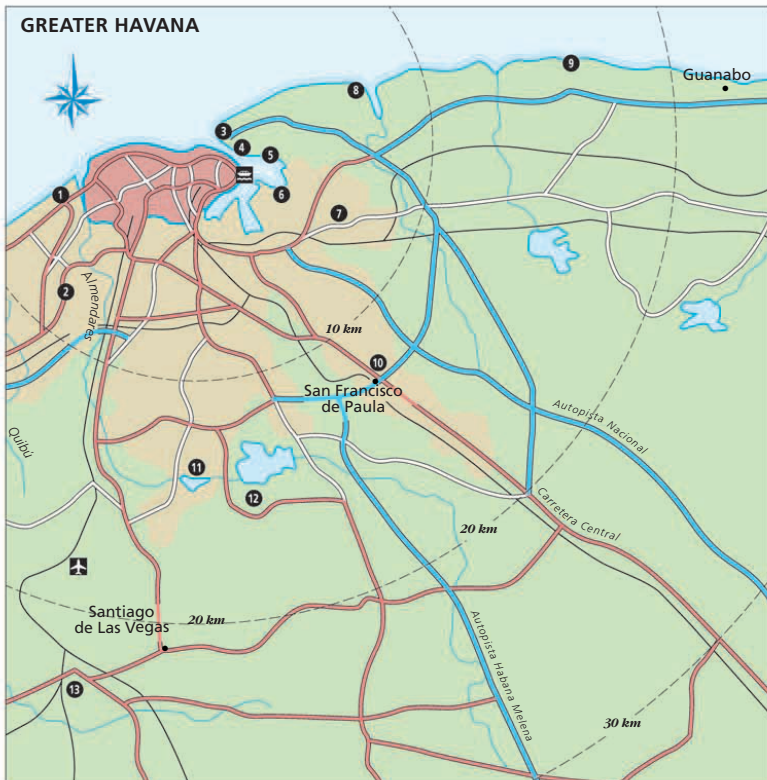 GREATER HAVANA
9
Guanabo
8
3
4
5
1
6
7
Almendares
2
10 km
10
San Francisco
de Paula
Autopista Nacional
Quibú
11
12
Carretera Central
20 km
Santiago
de Las Vegas
20 km
Autopista Habana Melena
13
30 km